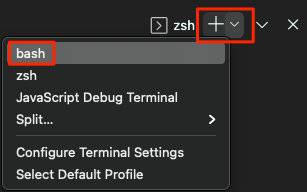 zsh
bash
zsh
JavaScript Debug Terminal
Split...
Configure Terminal Settings
Select Default Profile